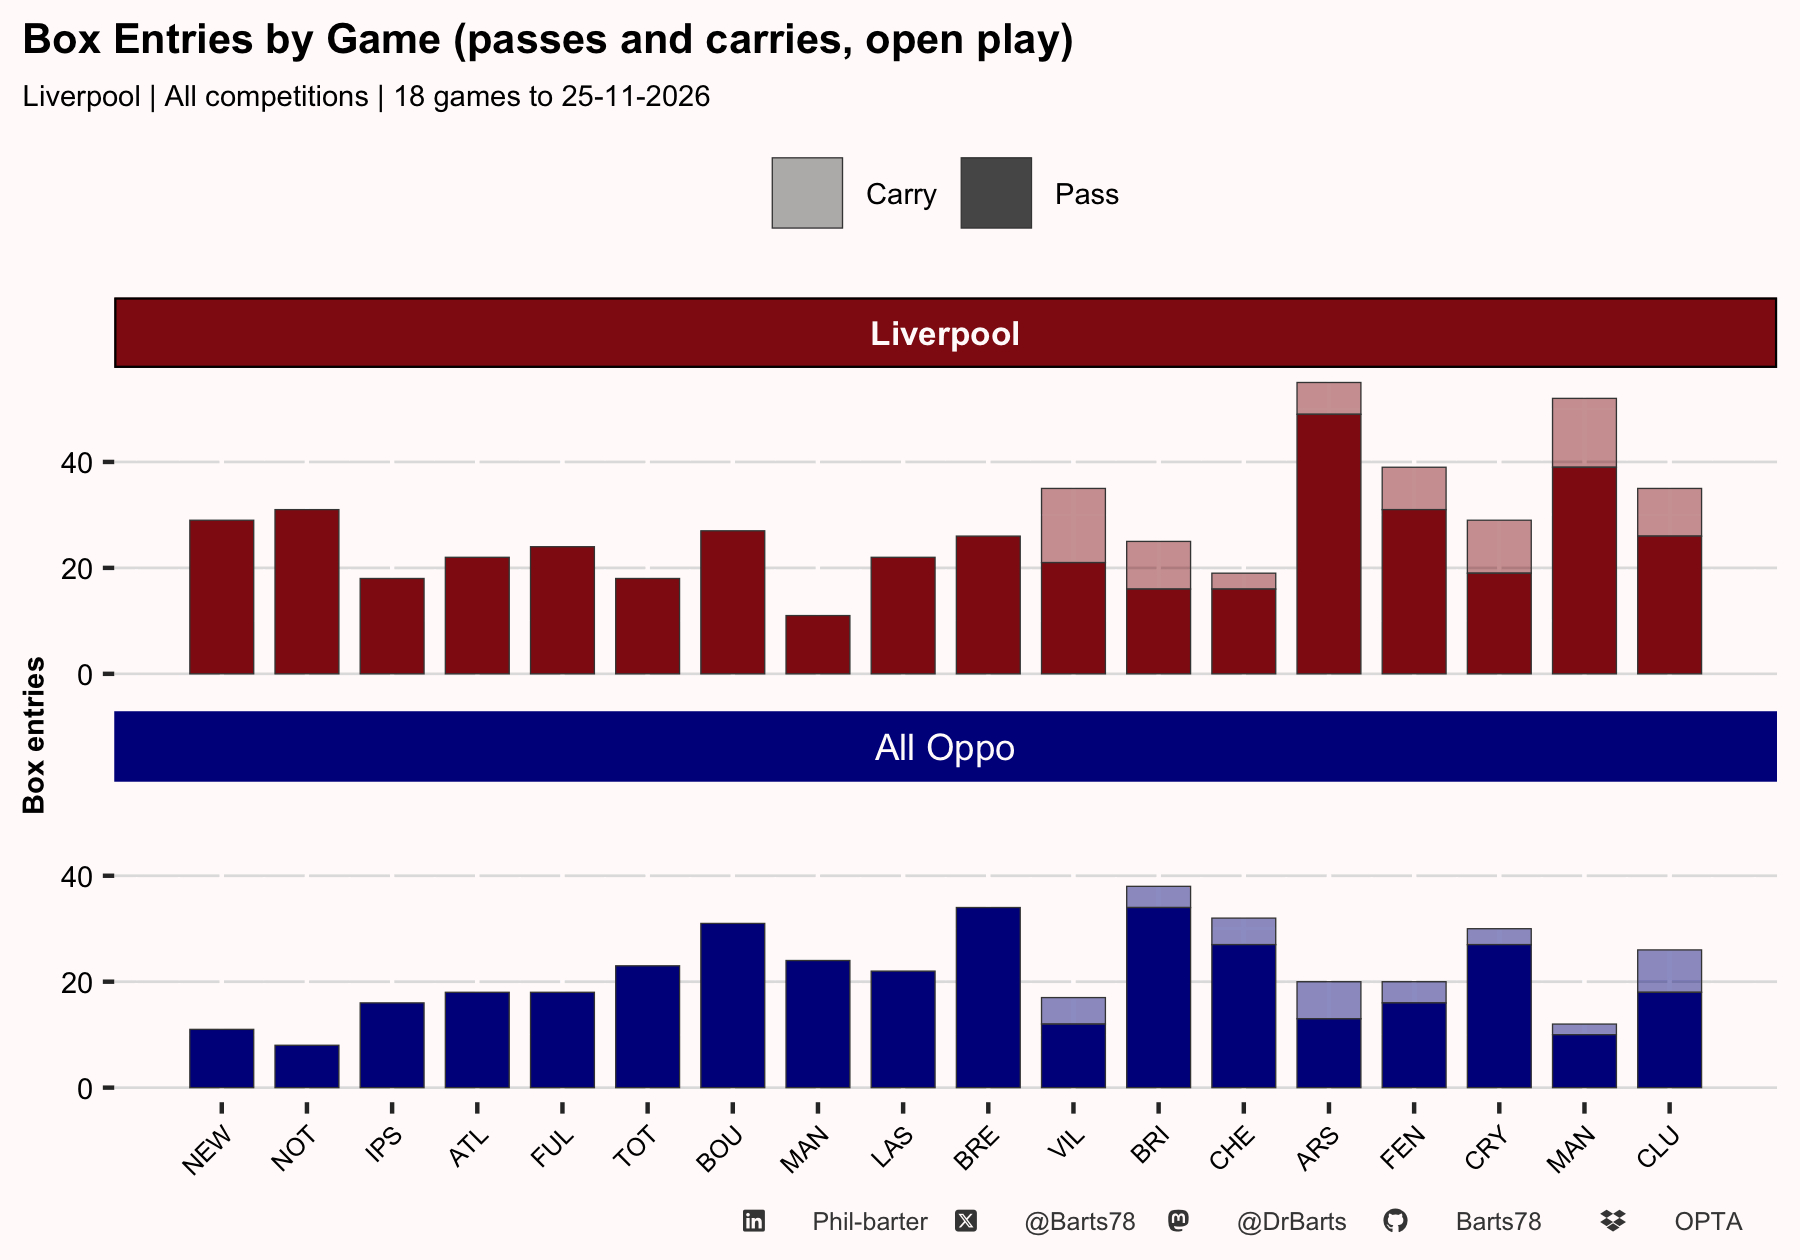 Box Entries by Game (passes and carries, open play)
Liverpool | All competitions | 18 games to 25-11-2026
Carry Pass
Liverpool
40
20
0
Box entries
All Oppo
40
20
0
NEW NOT IPS ATL FUL TOT BOU MAN LAS BRE VIL BRI CHE ARS FEN CRY MAN CLU
Phil-barter @Barts78 @DrBarts Barts78 OPTA